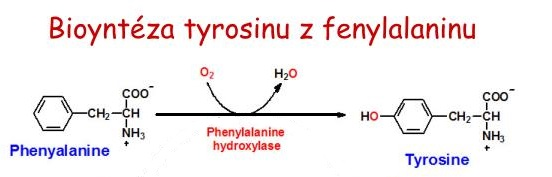 Bioyntéza tyrosinu z fenylalaninu
O₂
H₂O
COO⁻
CH₂–CH
NH₃
+
Phenyalanine
Phenylalanine
hydroxylase
COO⁻
HO
CH₂–CH
NH₃
+
Tyrosine